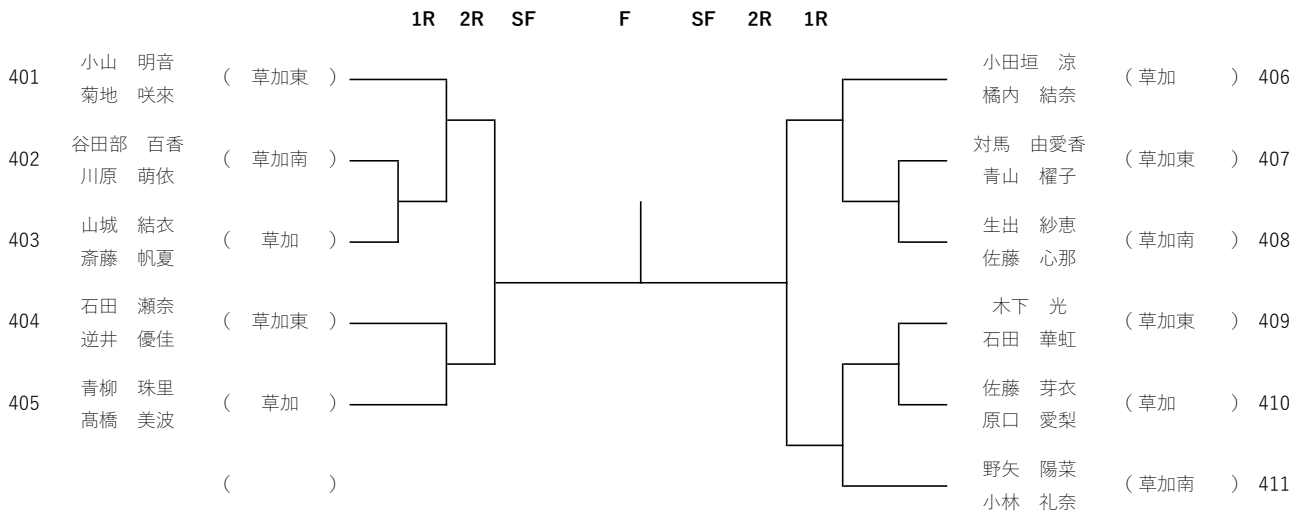 1R 2R SF F SF 2R 1R
401 小山 明音 ( 草加東 )
菊地 咲來
402 谷田部 百香 ( 草加南 )
川原 萌依
403 山城 結衣 ( 草加 )
斎藤 帆夏
404 石田 瀬奈 ( 草加東 )
逆井 優佳
405 青柳 珠里 ( 草加 )
髙橋 美波
( )
小田垣 涼 ( 草加 ) 406
橘内 結奈
対馬 由愛香 ( 草加東 ) 407
青山 櫂子
生出 紗恵 ( 草加南 ) 408
佐藤 心那
木下 光 ( 草加東 ) 409
石田 華虹
佐藤 芽衣 ( 草加 ) 410
原口 愛梨
野矢 陽菜 ( 草加南 ) 411
小林 礼奈